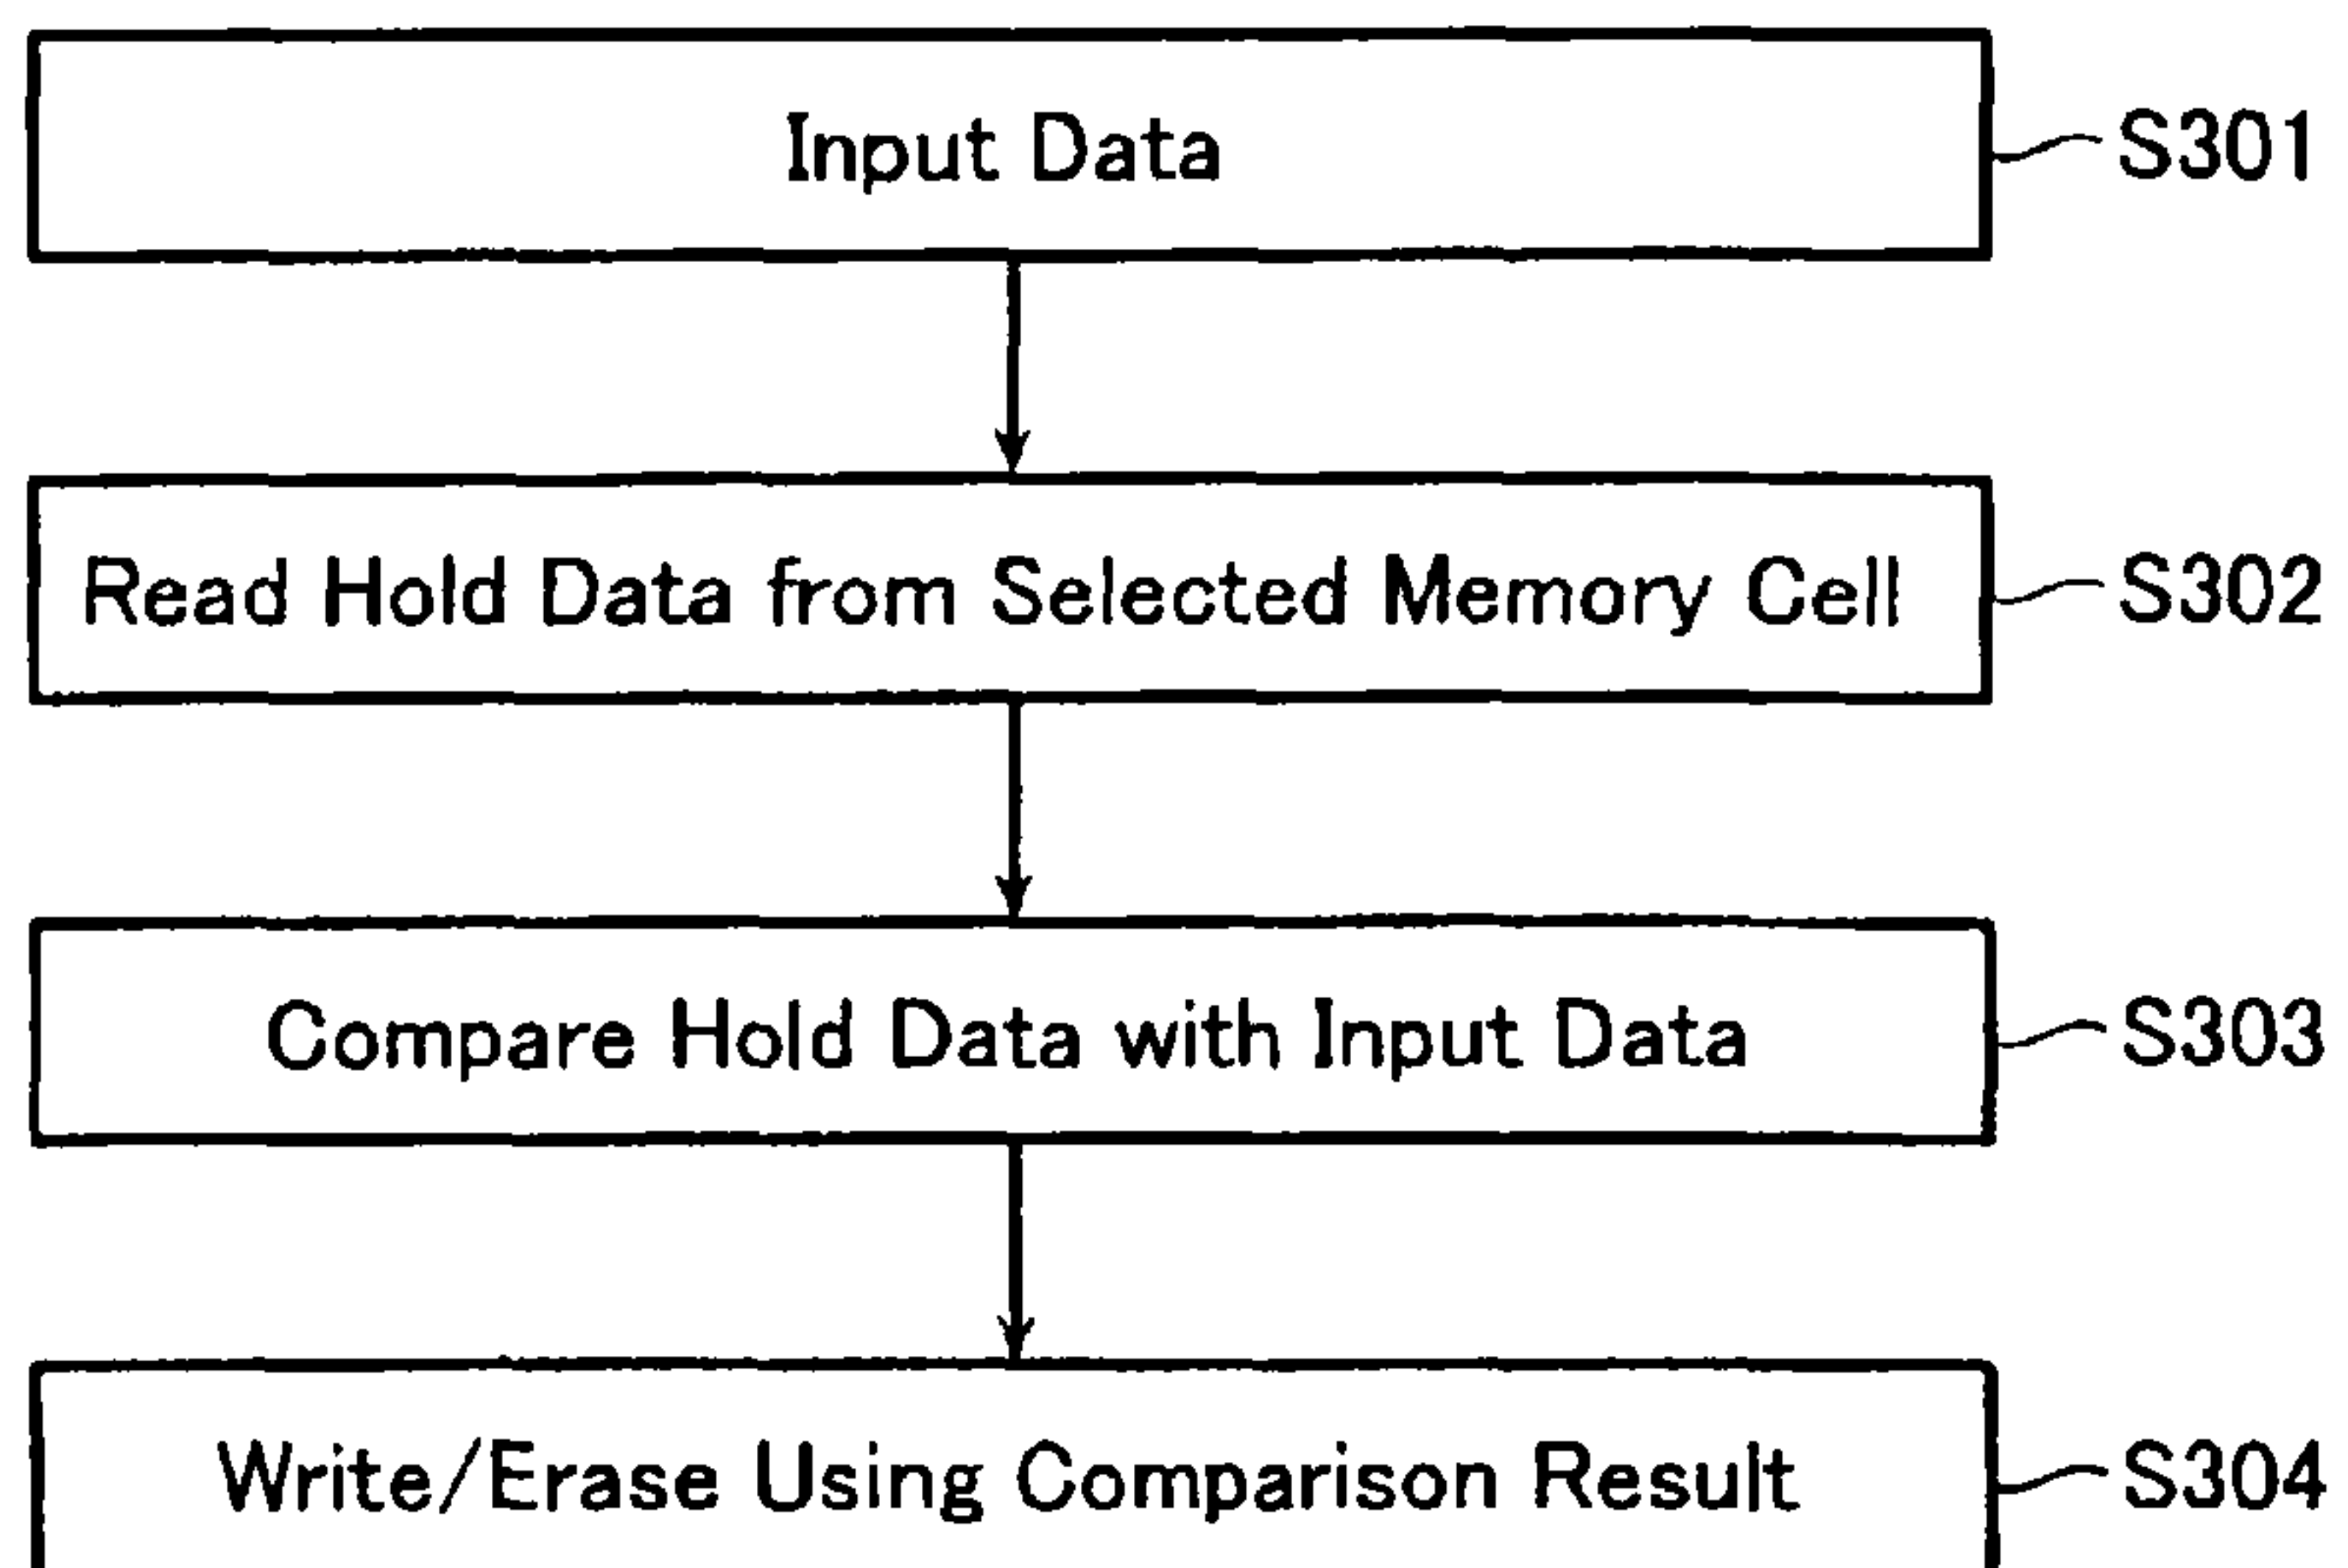 Input Data S301
Read Hold Data from Selected Memory Cell S302
Compare Hold Data with Input Data S303
Write/Erase Using Comparison Result S304